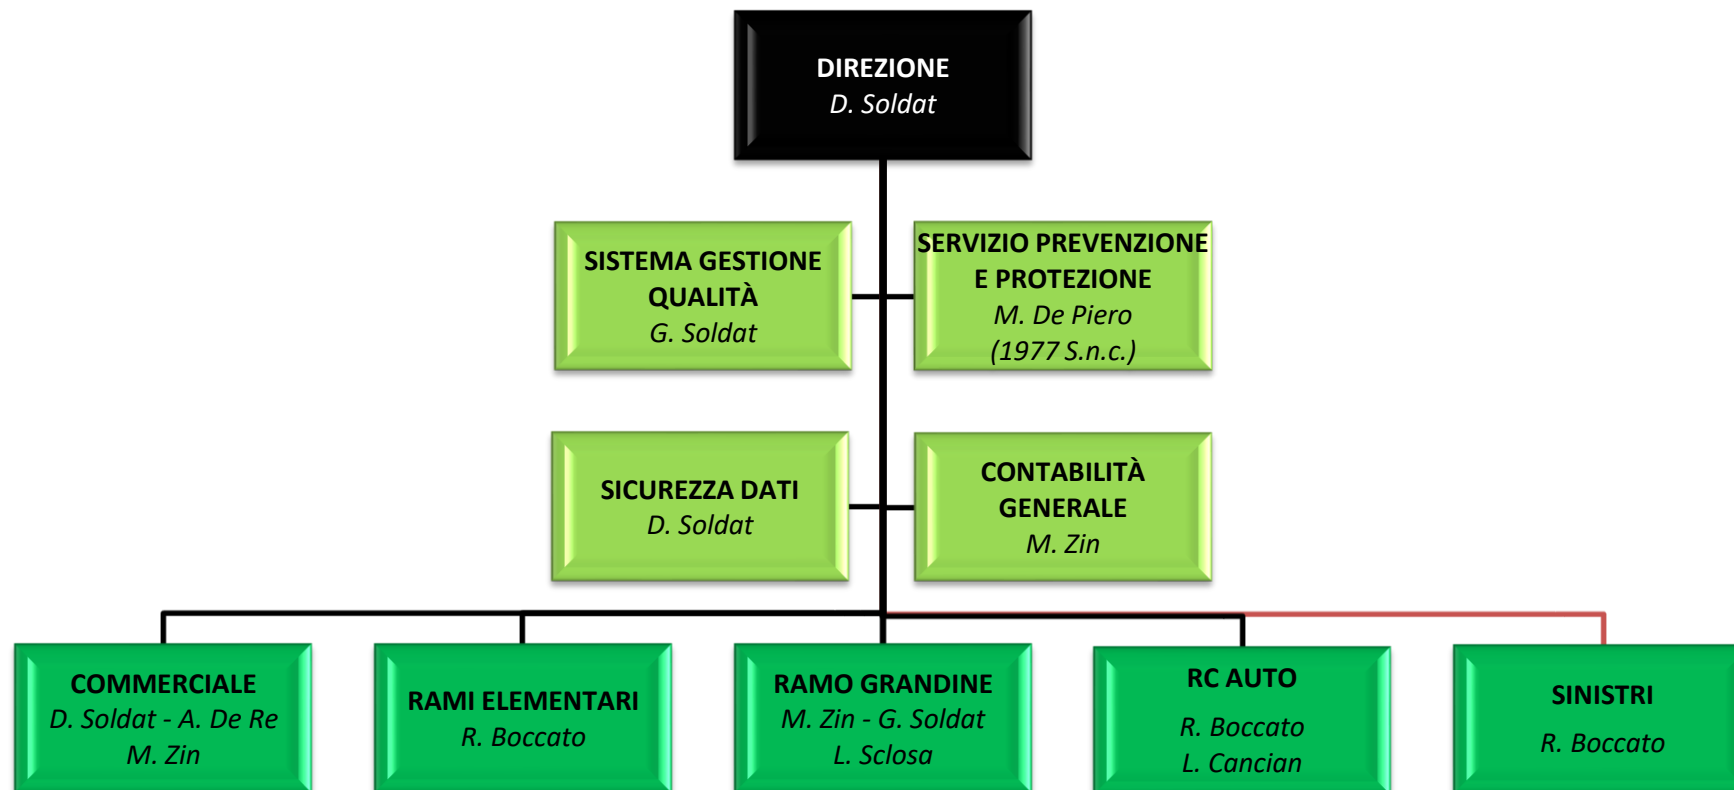 DIREZIONE
D. Soldat
SISTEMA GESTIONE
QUALITÀ
G. Soldat
SERVIZIO PREVENZIONE
E PROTEZIONE
M. De Piero
(1977 S.n.c.)
SICUREZZA DATI
D. Soldat
CONTABILITÀ
GENERALE
M. Zin
COMMERCIALE
D. Soldat - A. De Re
M. Zin
RAMI ELEMENTARI
R. Boccato
RAMO GRANDINE
M. Zin - G. Soldat
L. Sclosa
RC AUTO
R. Boccato
L. Cancian
SINISTRI
R. Boccato